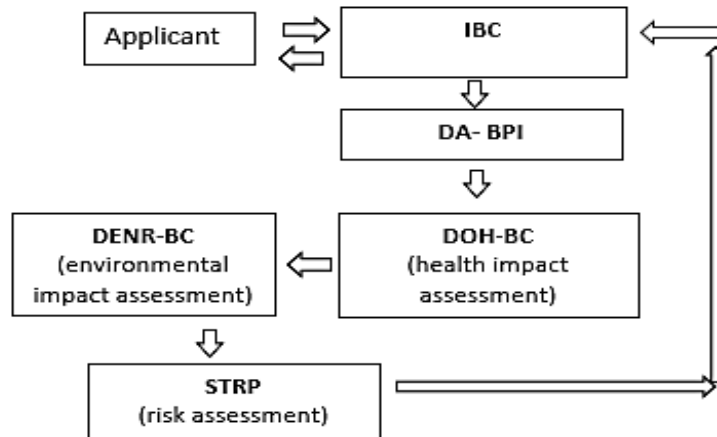 Applicant
IBC
DA- BPI
DENR-BC
(environmental
impact assessment)
DOH-BC
(health impact
assessment)
STRP
(risk assessment)